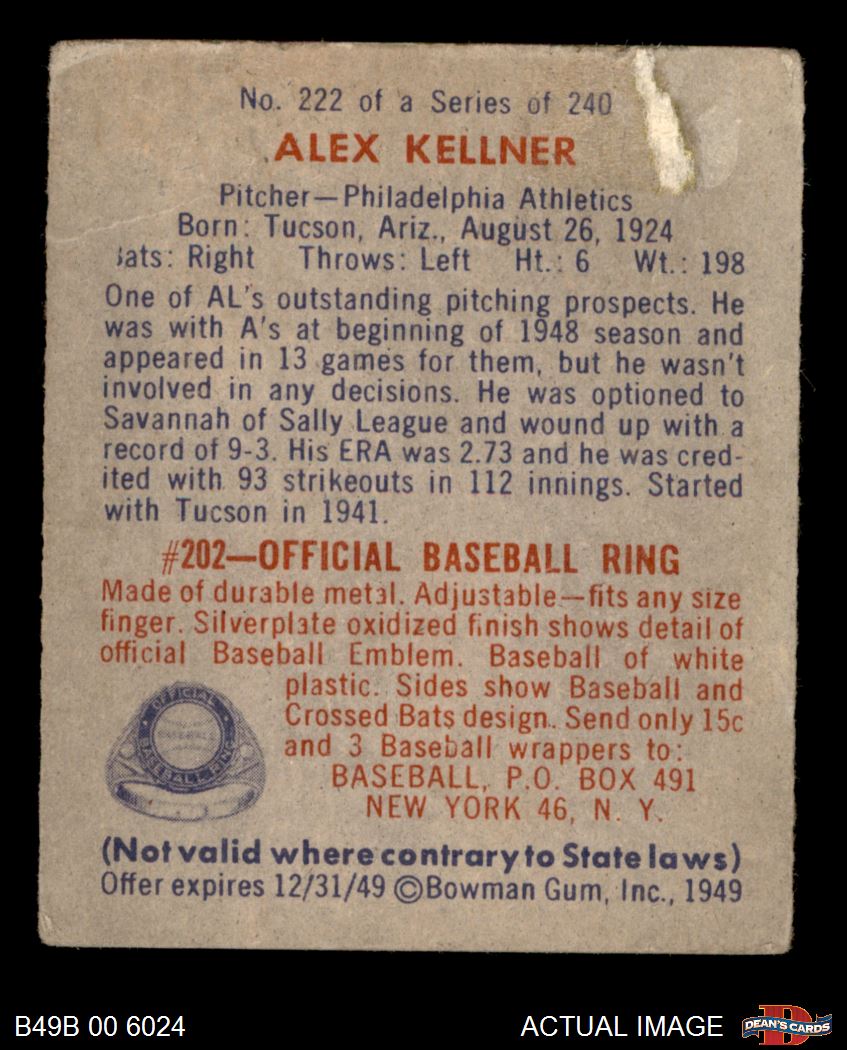 No. 222 of a Series of 240
ALEX KELLNER
Pitcher—Philadelphia Athletics
Born: Tucson, Ariz., August 26, 1924
ats: Right Throws: Left Ht.: 6 Wt.: 198
One of AL's outstanding pitching prospects. He
was with A's at beginning of 1948 season and
appeared in 13 games for them, but he wasn't
involved in any decisions. He was optioned to
Savannah of Sally League and wound up with a
record of 9-3. His ERA was 2.73 and he was cred-
ited with 93 strikeouts in 112 innings. Started
with Tucson in 1941.
#202—OFFICIAL BASEBALL RING
Made of durable metal. Adjustable—fits any size
finger. Silverplate oxidized finish shows detail of
official Baseball Emblem. Baseball of white
plastic. Sides show Baseball and
Crossed Bats design. Send only 15c
and 3 Baseball wrappers to:
BASEBALL, P.O. BOX 491
NEW YORK 46, N. Y.
OFFICIAL
BASEBALL
BASEBALL RING
(Not valid where contrary to State laws)
Offer expires 12/31/49 ©Bowman Gum, Inc., 1949
B49B 00 6024
ACTUAL IMAGE
DEAN'S CARDS